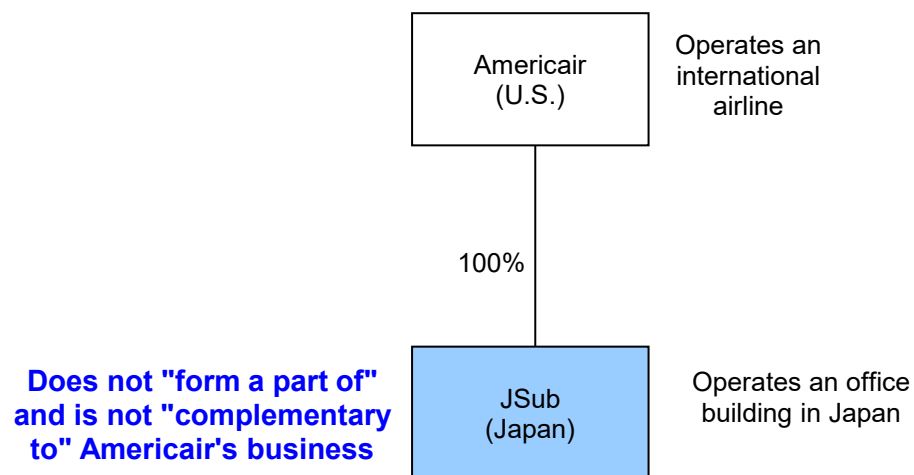 Americair
(U.S.)
Operates an
international
airline
100%
Does not "form a part of"
and is not "complementary
to" Americair's business
JSub
(Japan)
Operates an office
building in Japan